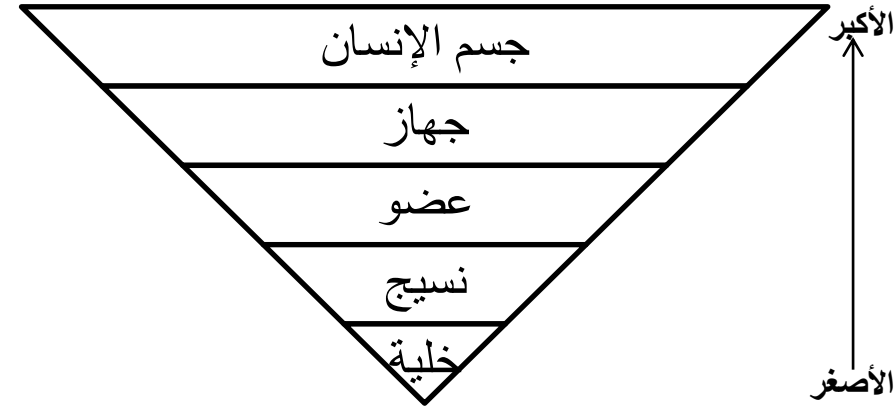 جسم الإنسان
الأكبر
جهاز
عضو
نسيج
خلية
الأصغر